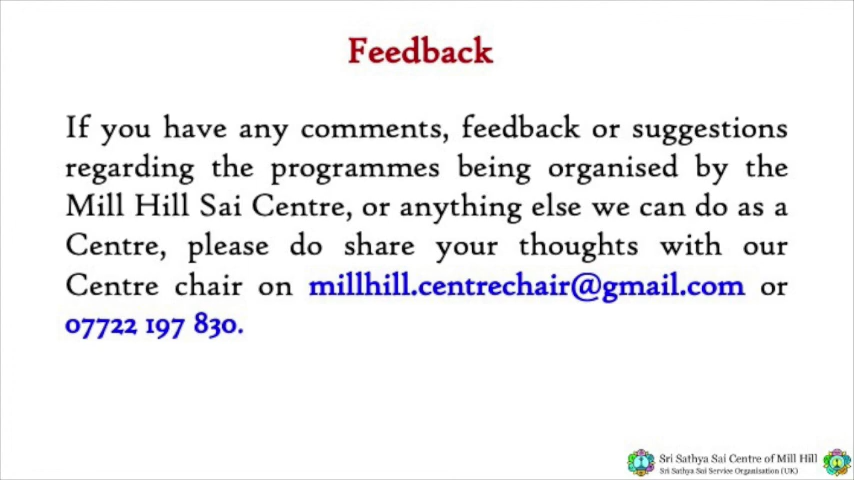 Feedback
If you have any comments, feedback or suggestions
regarding the programmes being organised by the
Mill Hill Sai Centre, or anything else we can do as a
Centre, please do share your thoughts with our
Centre chair on millhill.centrechair@gmail.com or
07722 197 830.
Sri Sathya Sai Centre of Mill Hill
Sri Sathya Sai Service Organisation (UK)